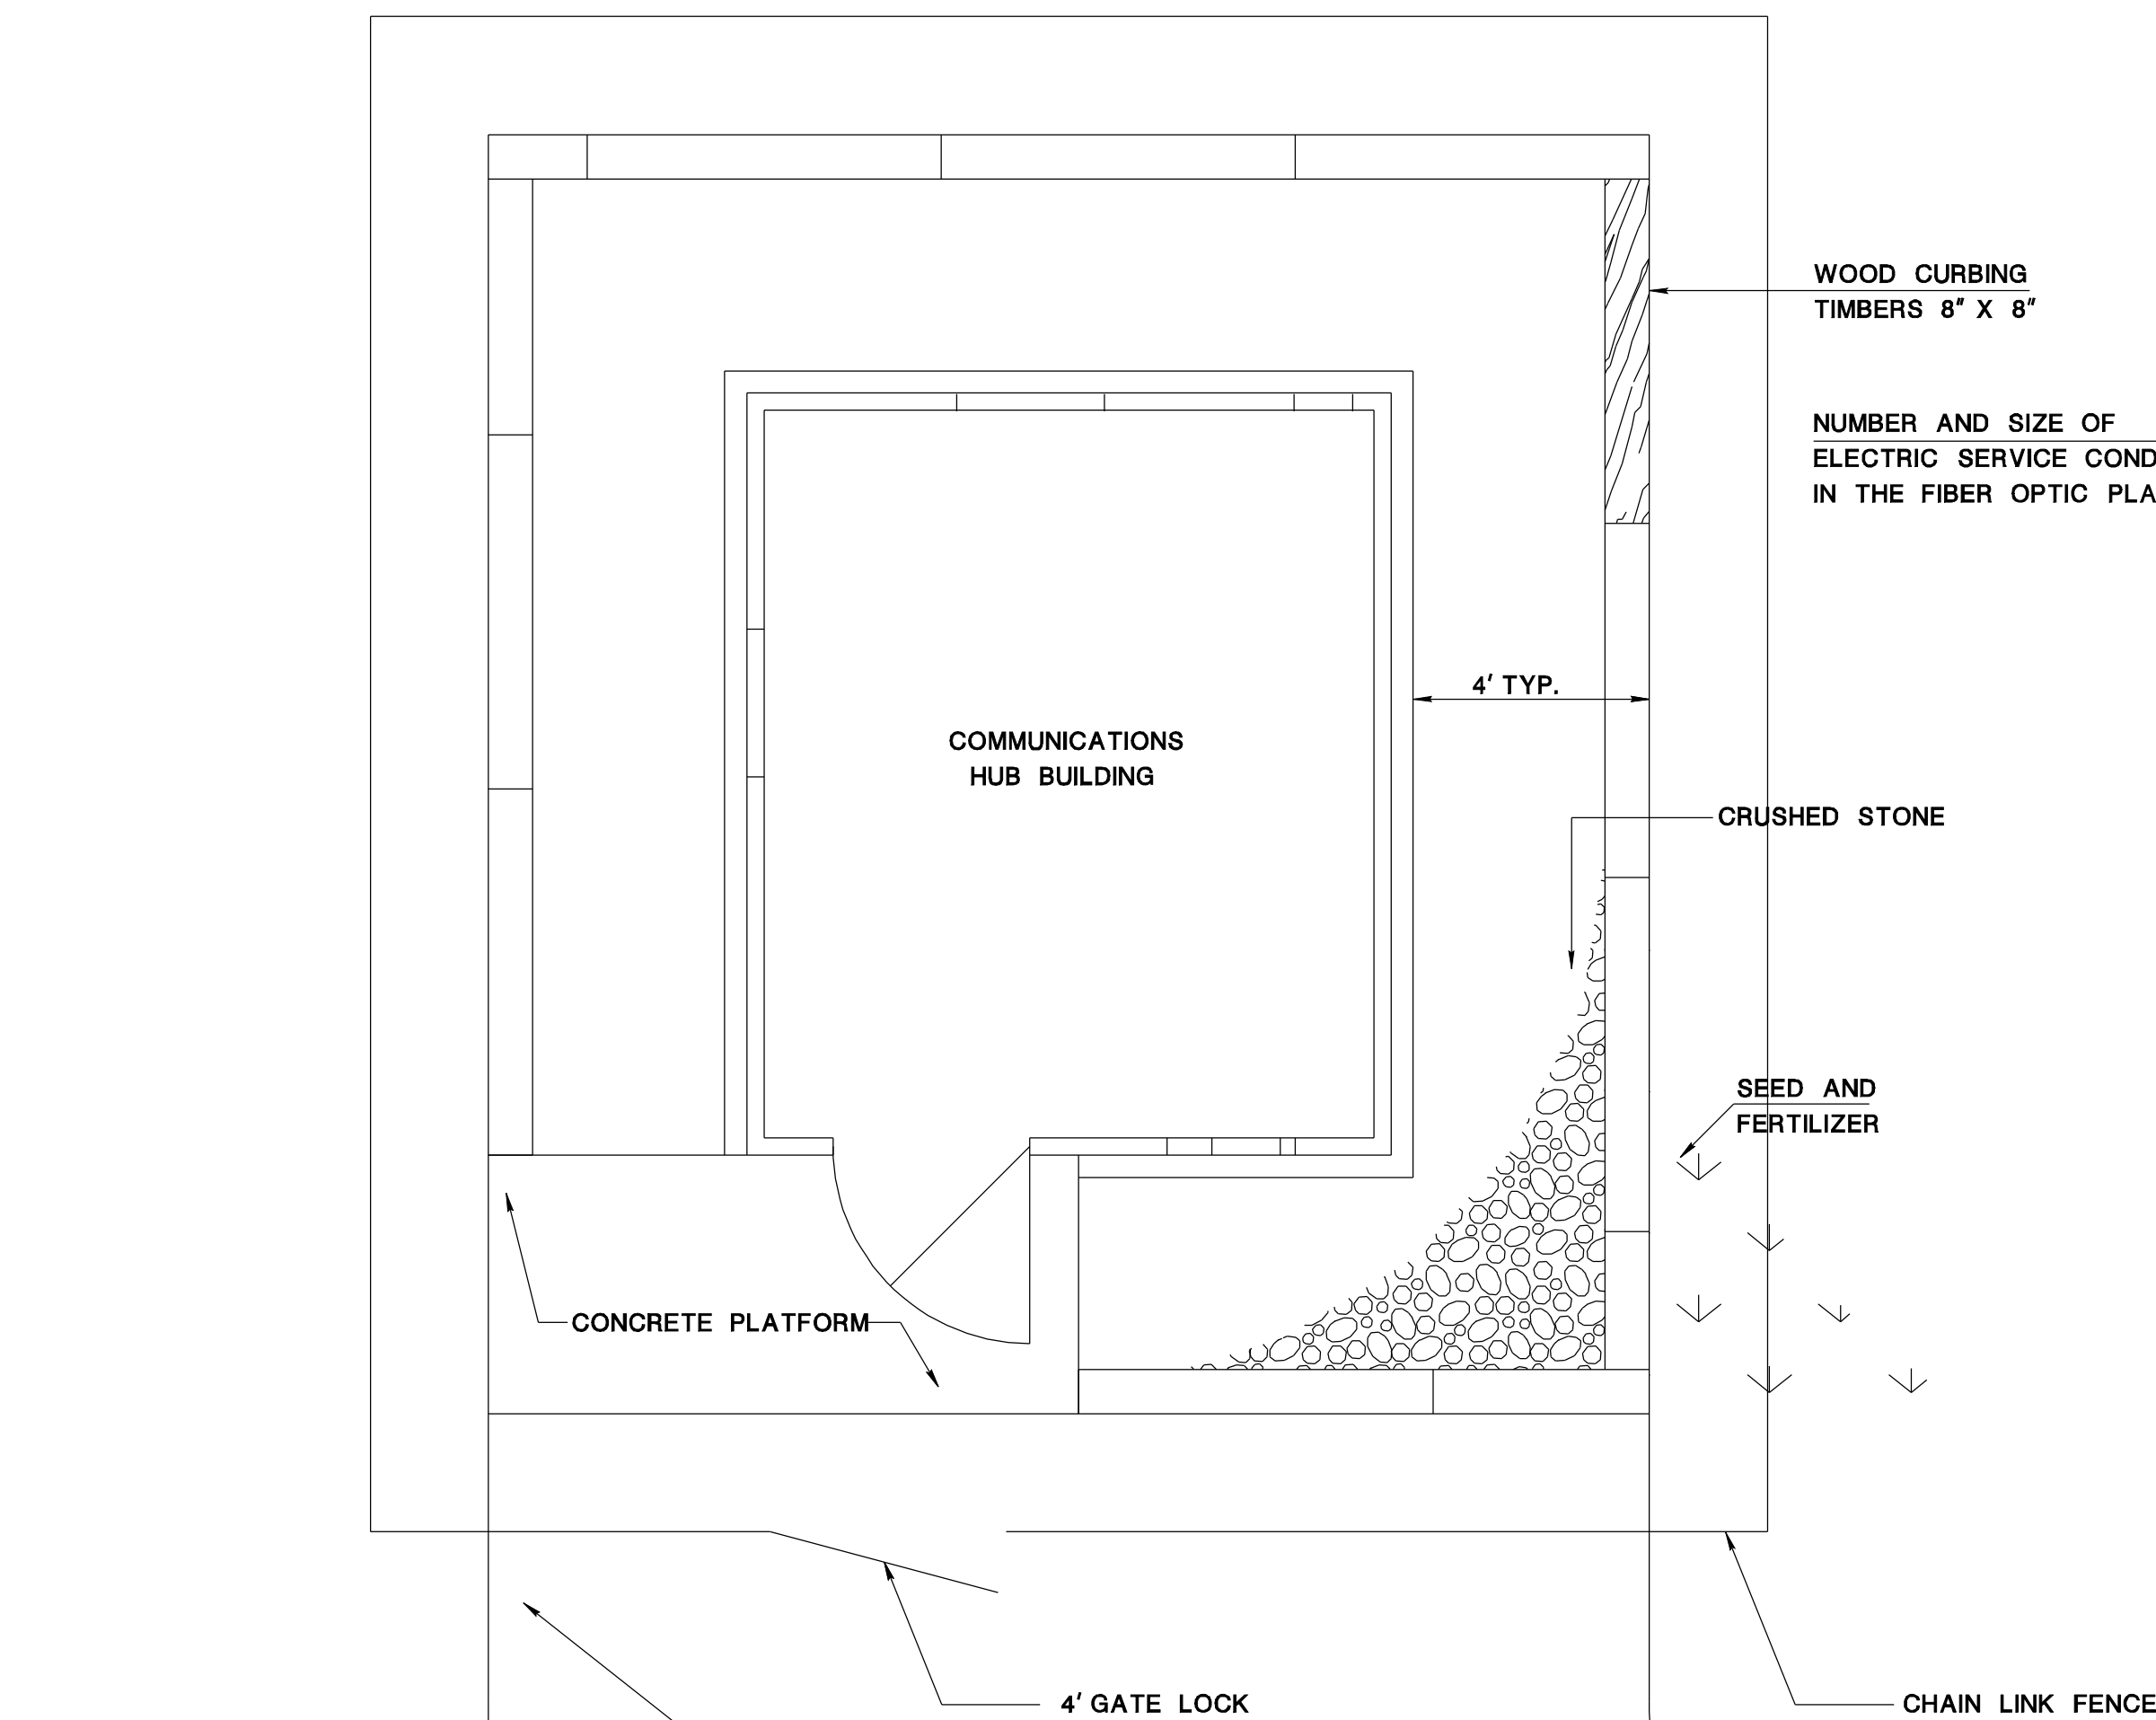 WOOD CURBING
TIMBERS 8" X 8"
NUMBER AND SIZE OF
ELECTRIC SERVICE COND
IN THE FIBER OPTIC PLA
4' TYP.
COMMUNICATIONS
HUB BUILDING
CRUSHED STONE
SEED AND
FERTILIZER
CONCRETE PLATFORM
4' GATE LOCK
CHAIN LINK FENCE